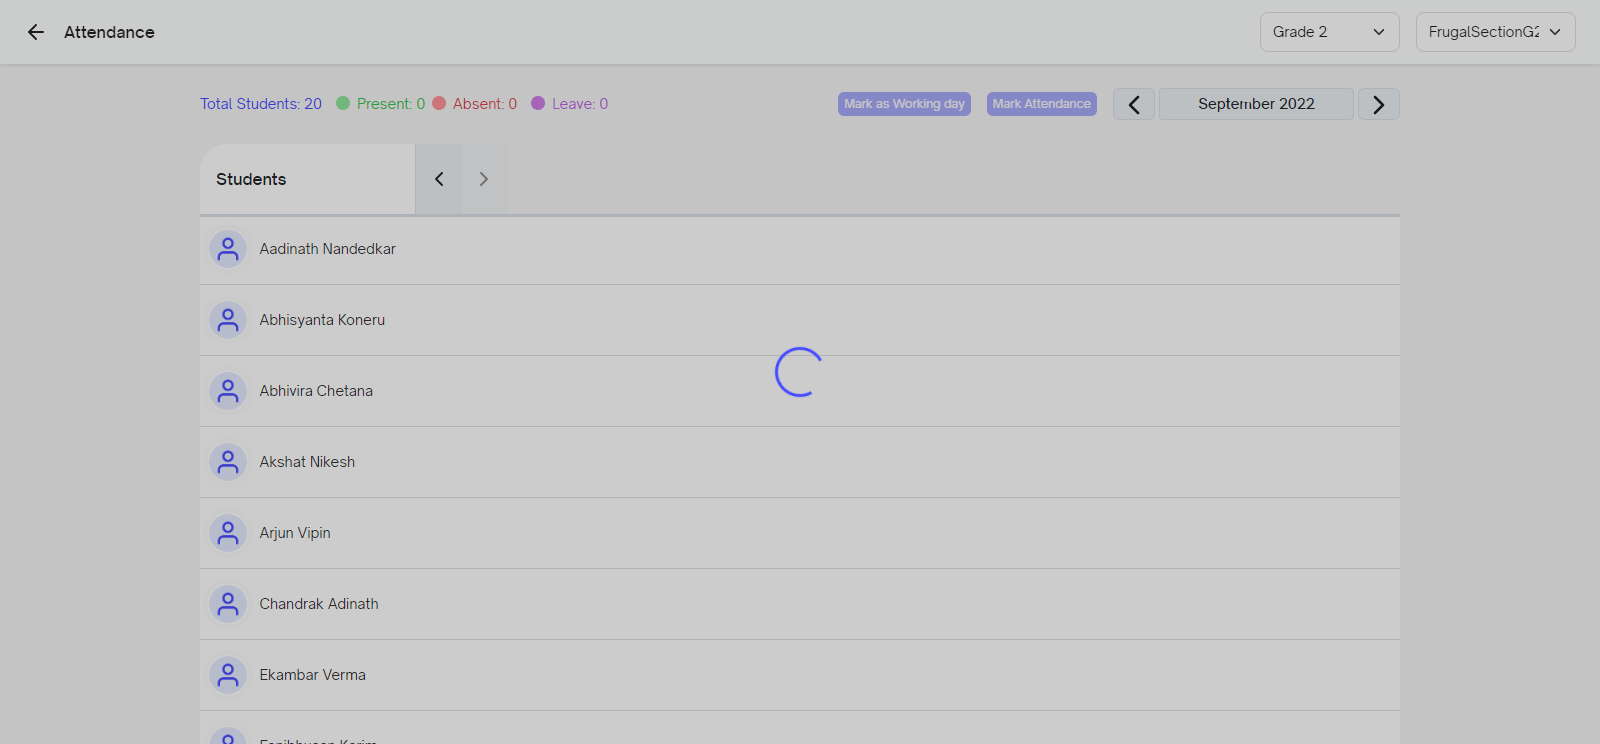 Attendance
Grade 2
FrugalSectionG2
Total Students: 20 Present: 0 Absent: 0 Leave: 0
Mark as Working day
Mark Attendance
September 2022
Students
Aadinath Nandedkar
Abhisyanta Koneru
Abhivira Chetana
Akshat Nikesh
Arjun Vipin
Chandrak Adinath
Ekambar Verma